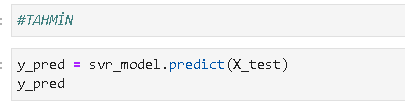 #TAHMİN
y_pred = svr_model.predict(X_test)
y_pred